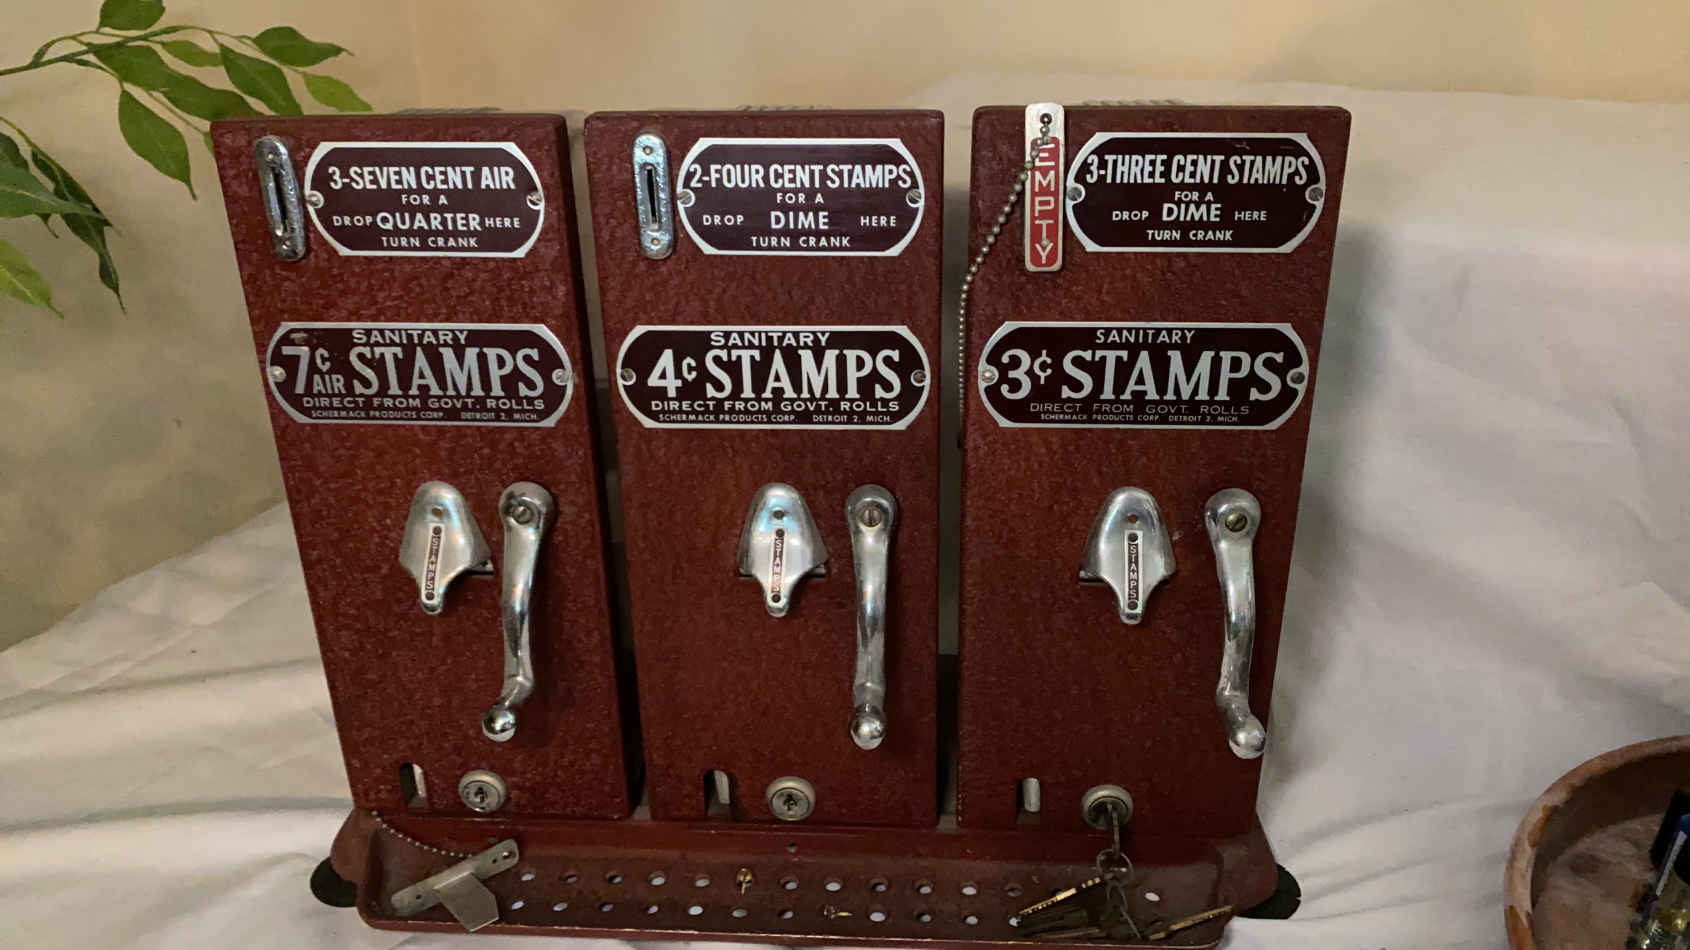 3-SEVEN CENT AIR
FOR A
DROP QUARTER HERE
TURN CRANK
SANITARY
7¢ AIR STAMPS
DIRECT FROM GOVT. ROLLS
SCHERMACK PRODUCTS CORP. DETROIT 2, MICH.
STAMPS
2-FOUR CENT STAMPS
FOR A
DROP DIME HERE
TURN CRANK
SANITARY
4¢ STAMPS
DIRECT FROM GOVT. ROLLS
SCHERMACK PRODUCTS CORP. DETROIT 2, MICH.
STAMPS
EMPTY
3-THREE CENT STAMPS
FOR A
DROP DIME HERE
TURN CRANK
SANITARY
3¢ STAMPS
DIRECT FROM GOVT. ROLLS
SCHERMACK PRODUCTS CORP. DETROIT 2, MICH.
STAMPS